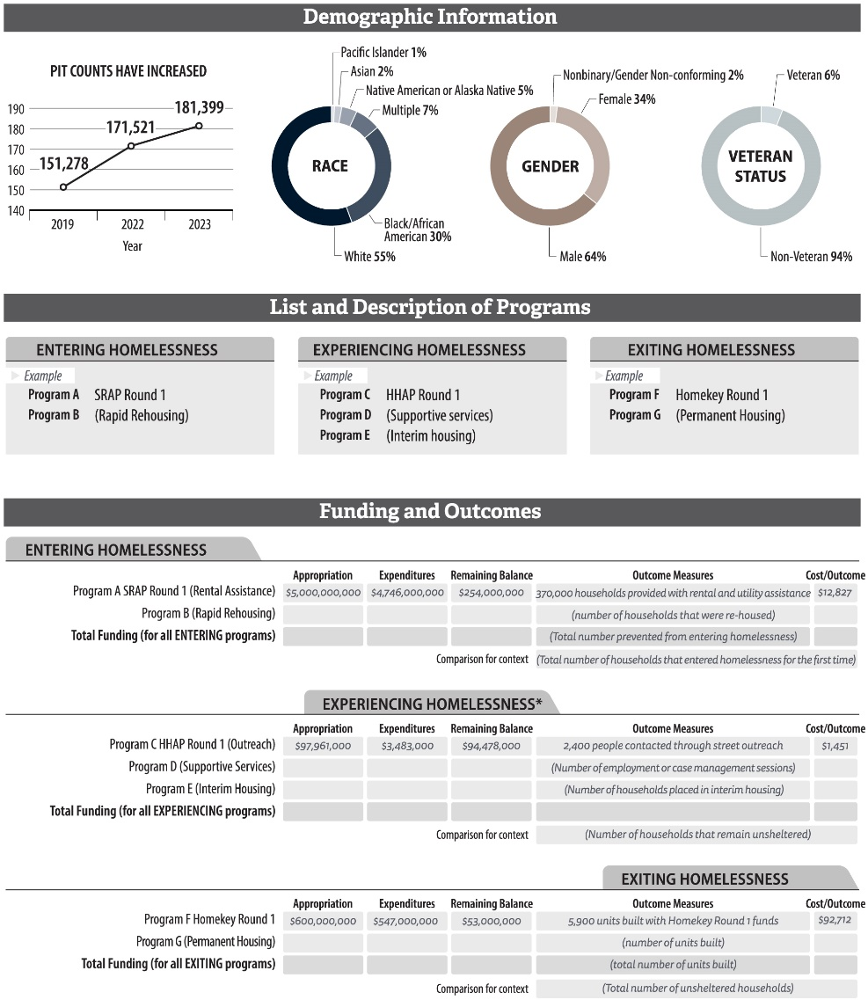 Demographic Information
PIT COUNTS HAVE INCREASED
190
180
170
160
150
140
151,278
171,521
181,399
2019 2022 2023
Year
Pacific Islander 1%
Asian 2%
Native American or Alaska Native 5%
Multiple 7%
RACE
Black/African
American 30%
White 55%
Nonbinary/Gender Non-conforming 2%
Female 34%
GENDER
Male 64%
Veteran 6%
VETERAN
STATUS
Non-Veteran 94%
List and Description of Programs
ENTERING HOMELESSNESS
Example
Program A SRAP Round 1
Program B (Rapid Rehousing)
EXPERIENCING HOMELESSNESS
Example
Program C HHAP Round 1
Program D (Supportive services)
Program E (Interim housing)
EXITING HOMELESSNESS
Example
Program F Homekey Round 1
Program G (Permanent Housing)
Funding and Outcomes
ENTERING HOMELESSNESS
Appropriation Expenditures Remaining Balance Outcome Measures Cost/Outcome
Program A SRAP Round 1 (Rental Assistance) $5,000,000,000 $4,746,000,000 $254,000,000 370,000 households provided with rental and utility assistance $12,827
Program B (Rapid Rehousing) (number of households that were re-housed)
Total Funding (for all ENTERING programs) (Total number prevented from entering homelessness)
Comparison for context (Total number of households that entered homelessness for the first time)
EXPERIENCING HOMELESSNESS*
Appropriation Expenditures Remaining Balance Outcome Measures Cost/Outcome
Program C HHAP Round 1 (Outreach) $97,961,000 $3,483,000 $94,478,000 2,400 people contacted through street outreach $1,451
Program D (Supportive Services) (Number of employment or case management sessions)
Program E (Interim Housing) (Number of households placed in interim housing)
Total Funding (for all EXPERIENCING programs)
Comparison for context (Number of households that remain unsheltered)
EXITING HOMELESSNESS
Appropriation Expenditures Remaining Balance Outcome Measures Cost/Outcome
Program F Homekey Round 1 $600,000,000 $547,000,000 $53,000,000 5,900 units built with Homekey Round 1 funds $92,712
Program G (Permanent Housing) (number of units built)
Total Funding (for all EXITING programs) (total number of units built)
Comparison for context (Total number of unsheltered households)